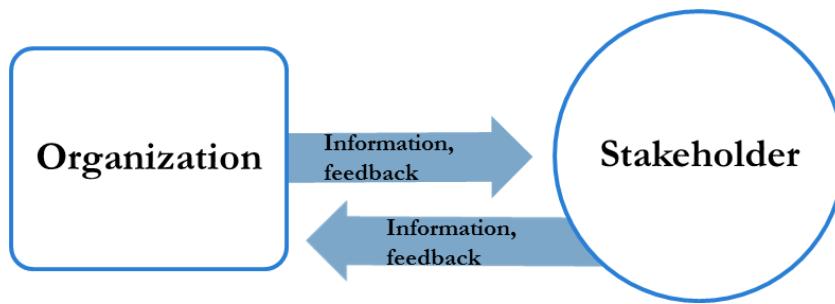 Organization
Information,
feedback
Stakeholder
Information,
feedback